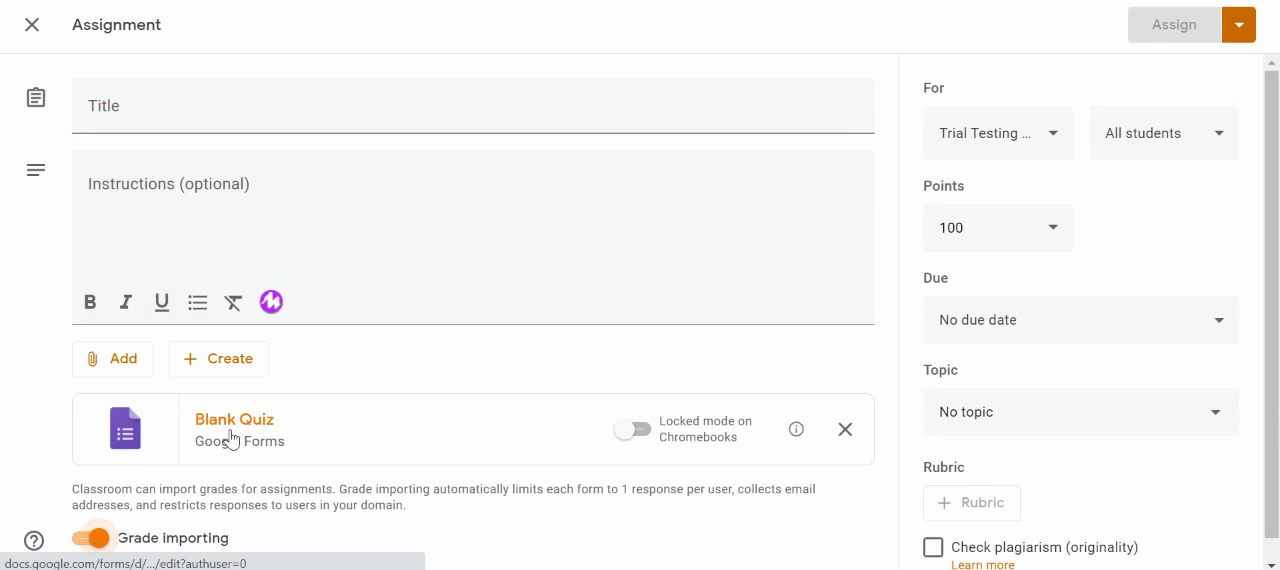 Assignment
Assign
Title
Instructions (optional)
B I U
Add
Create
Blank Quiz
Google Forms
Locked mode on
Chromebooks
Classroom can import grades for assignments. Grade importing automatically limits each form to 1 response per user, collects email
addresses, and restricts responses to users in your domain.
Grade importing
docs.google.com/forms/d/.../edit?authuser=0
For
Trial Testing ...
All students
Points
100
Due
No due date
Topic
No topic
Rubric
Rubric
Check plagiarism (originality)
Learn more